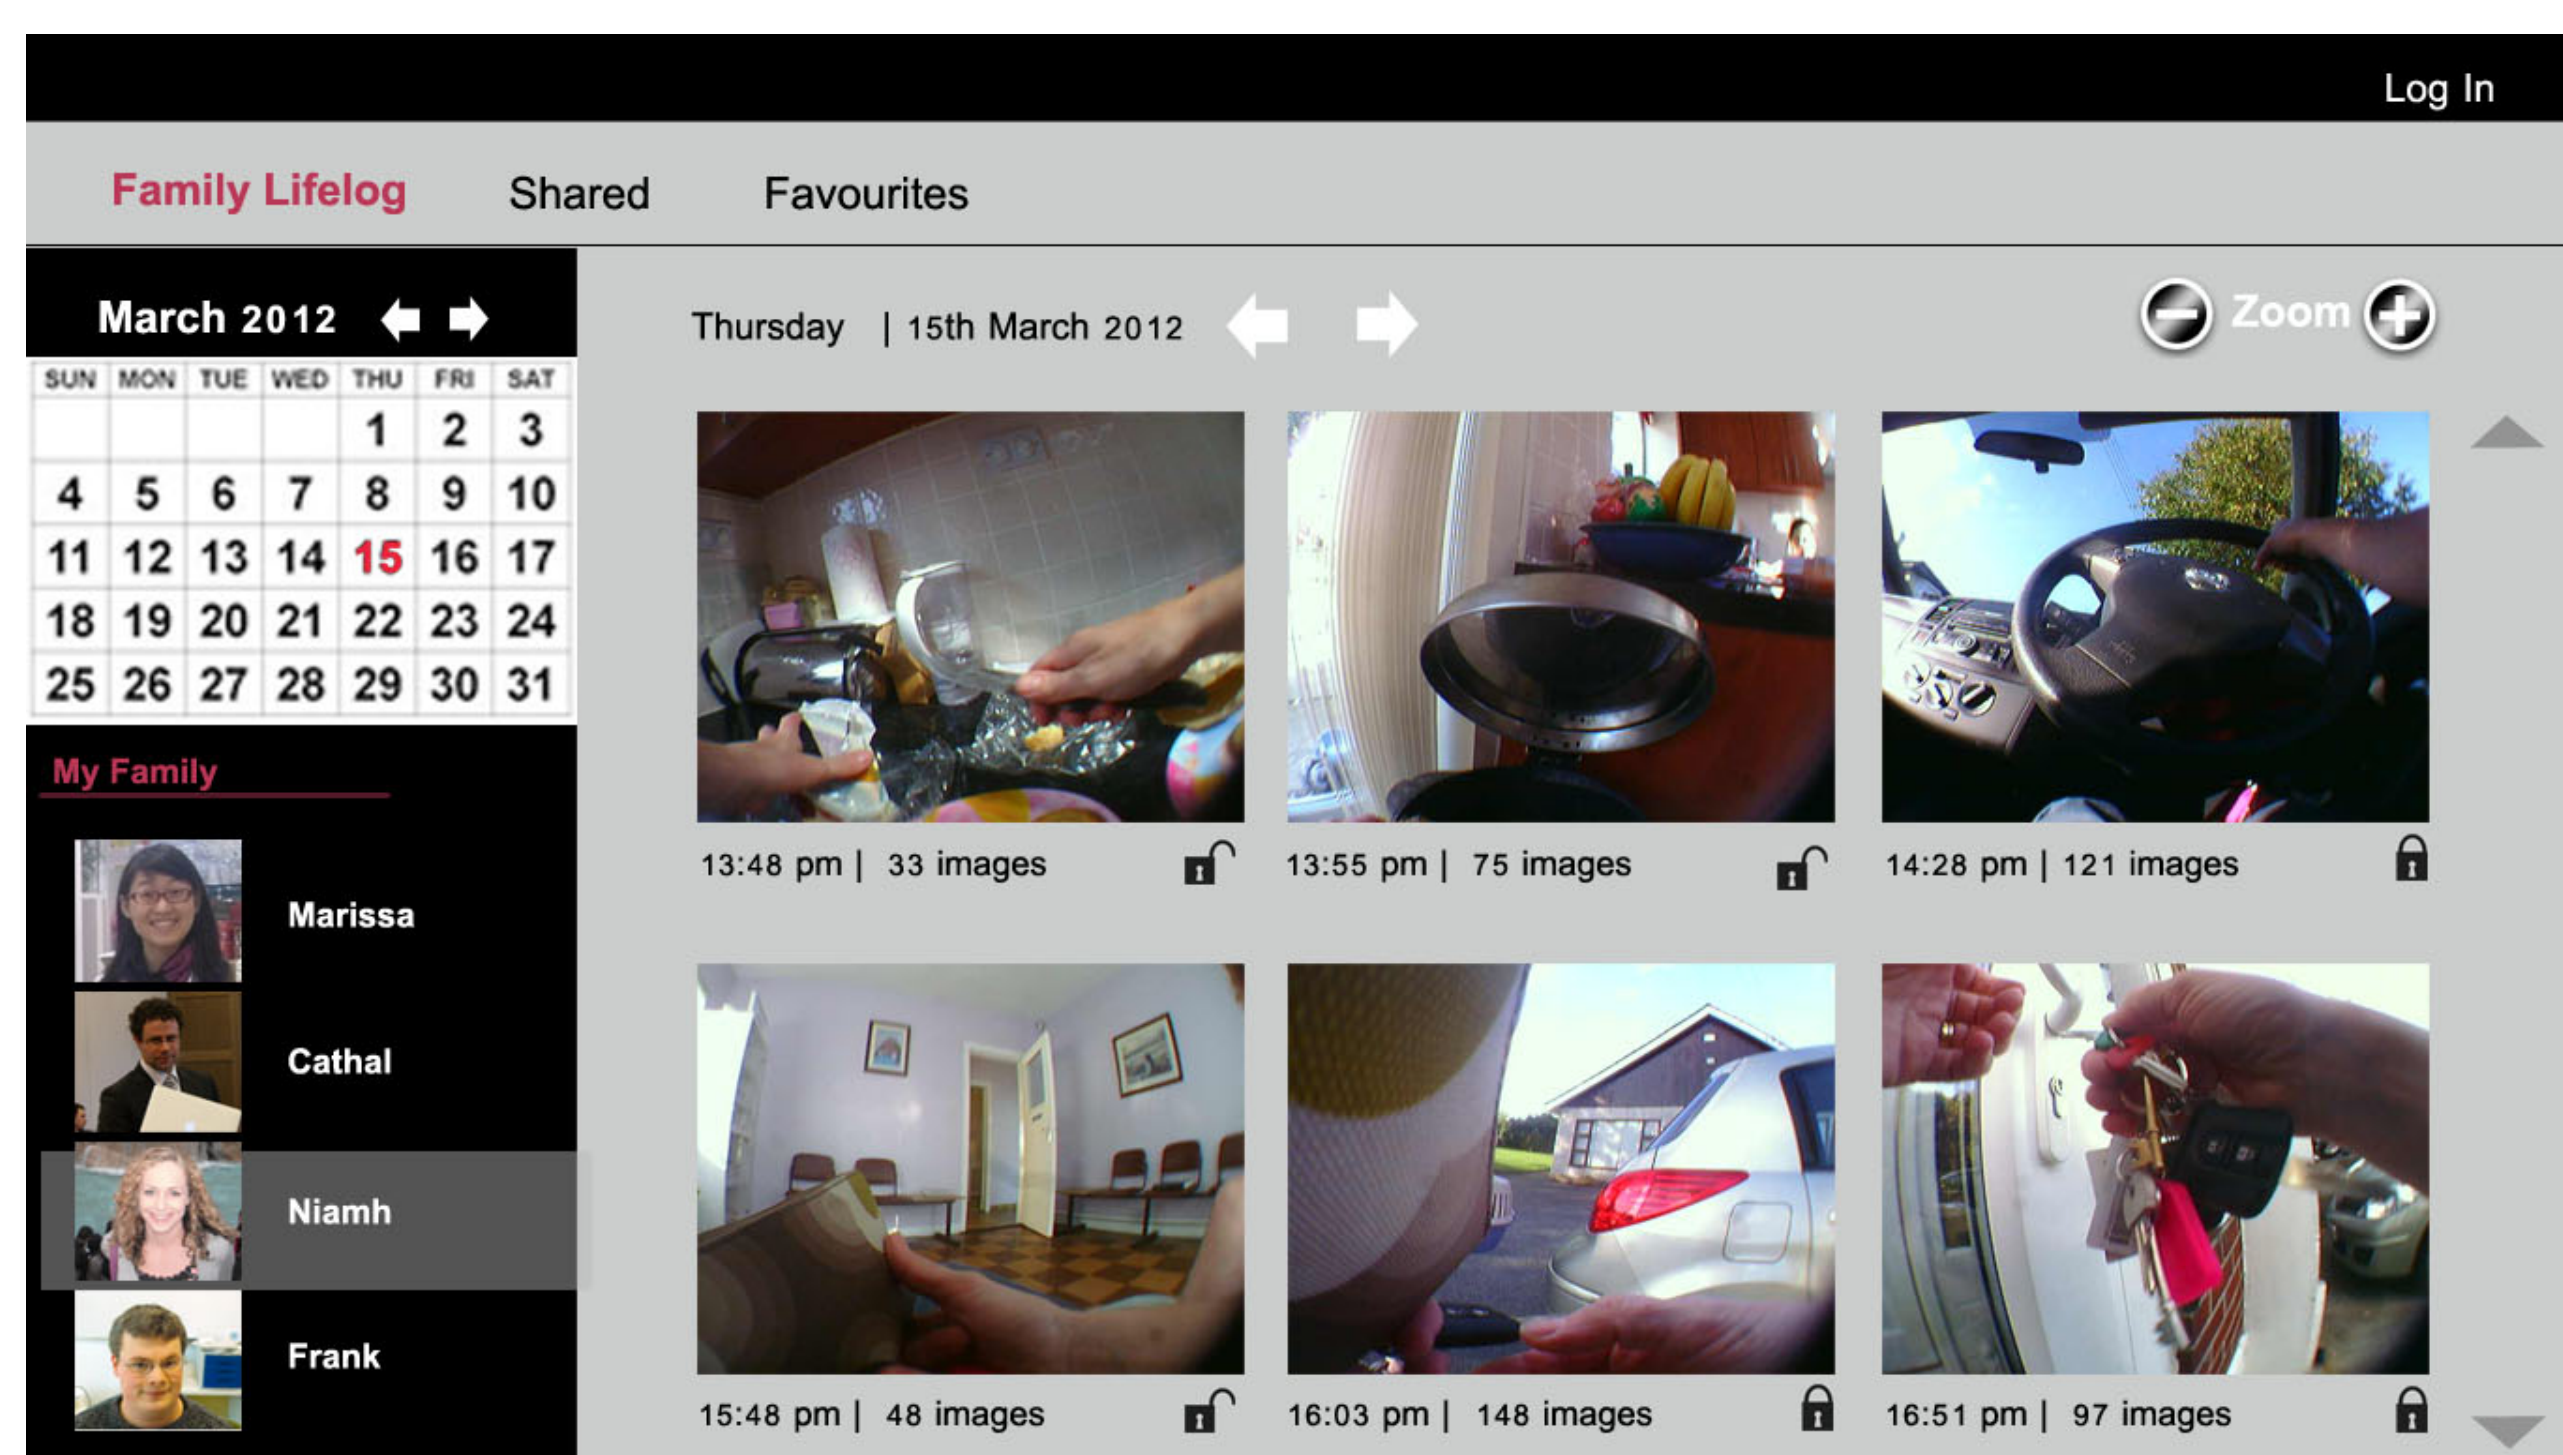 Log In
Family Lifelog Shared Favourites
March 2012
SUN MON TUE WED THU FRI SAT
1 2 3
4 5 6 7 8 9 10
11 12 13 14 15 16 17
18 19 20 21 22 23 24
25 26 27 28 29 30 31
My Family
Marissa
Cathal
Niamh
Frank
Thursday | 15th March 2012
Zoom
13:48 pm | 33 images
13:55 pm | 75 images
14:28 pm | 121 images
15:48 pm | 48 images
16:03 pm | 148 images
16:51 pm | 97 images